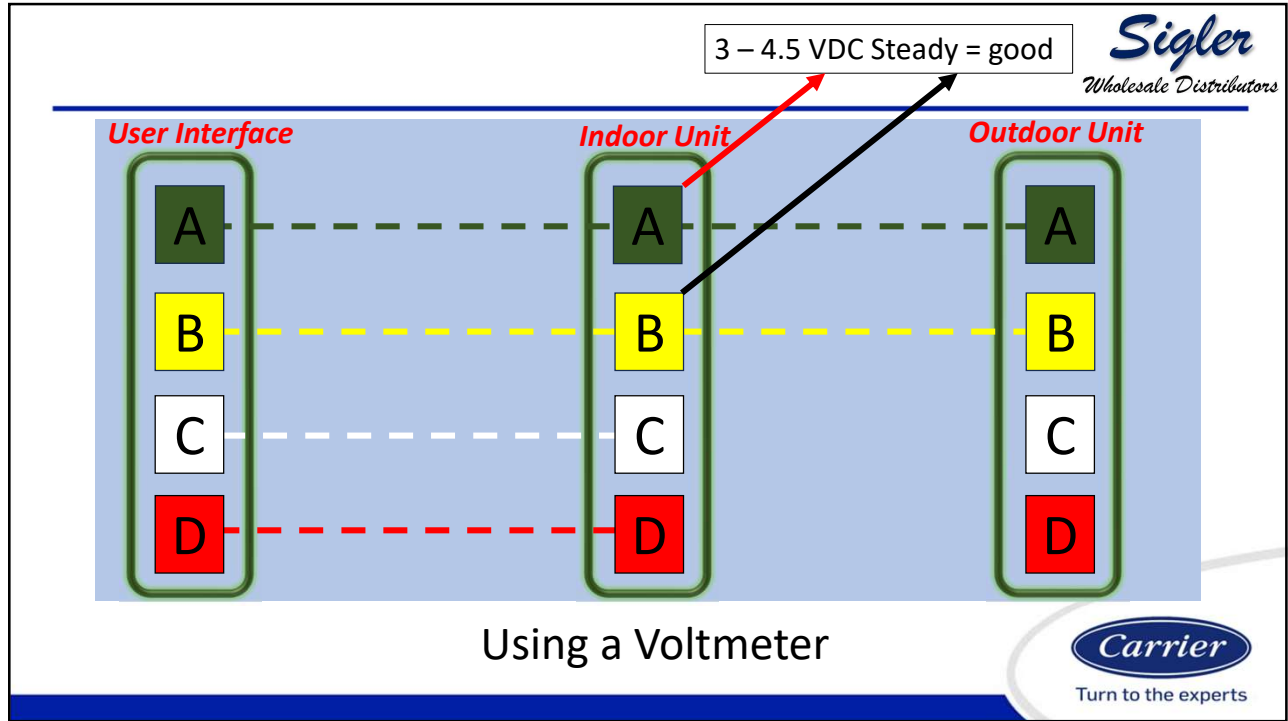 3 – 4.5 VDC Steady = good
Sigler
Wholesale Distributors
User Interface
Indoor Unit
Outdoor Unit
A
A
A
B
B
B
C
C
C
D
D
D
Using a Voltmeter
Carrier
Turn to the experts